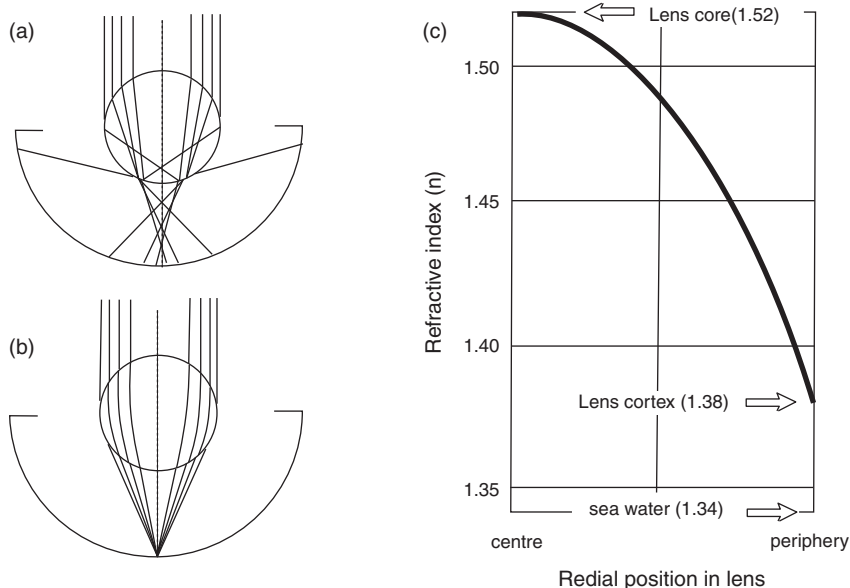 (a)
(b)
(c)
Lens core(1.52)
1.50
1.45
1.40
1.35
Refractive index (n)
Lens cortex (1.38)
sea water (1.34)
centre
periphery
Redial position in lens